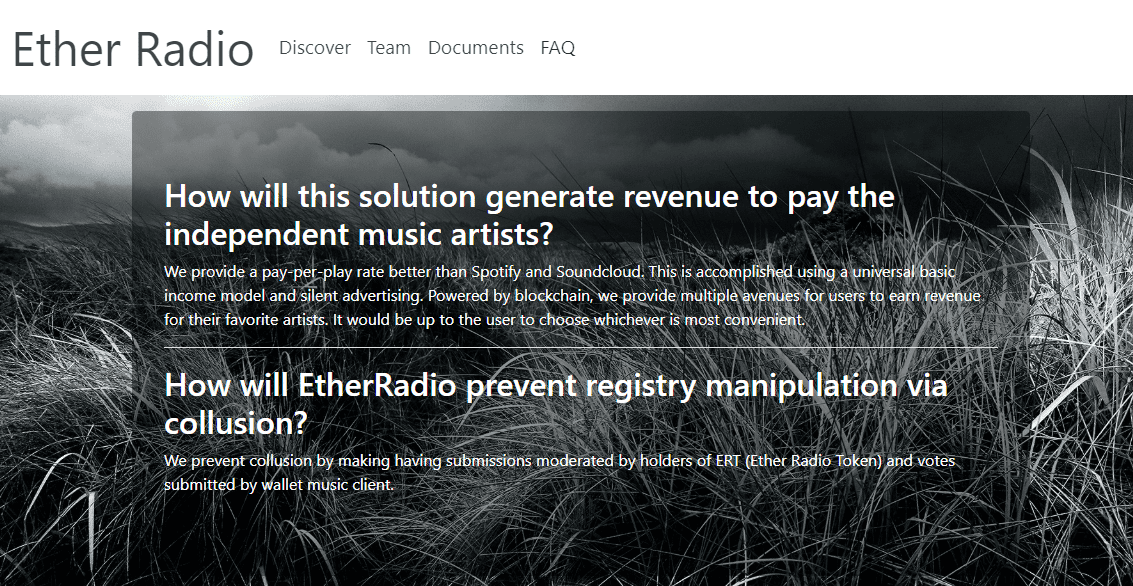 Ether Radio Discover Team Documents FAQ
How will this solution generate revenue to pay the
independent music artists?
We provide a pay-per-play rate better than Spotify and Soundcloud. This is accomplished using a universal basic
income model and silent advertising. Powered by blockchain, we provide multiple avenues for users to earn revenue
for their favorite artists. It would be up to the user to choose whichever is most convenient.
How will EtherRadio prevent registry manipulation via
collusion?
We prevent collusion by making having submissions moderated by holders of ERT (Ether Radio Token) and votes
submitted by wallet music client.